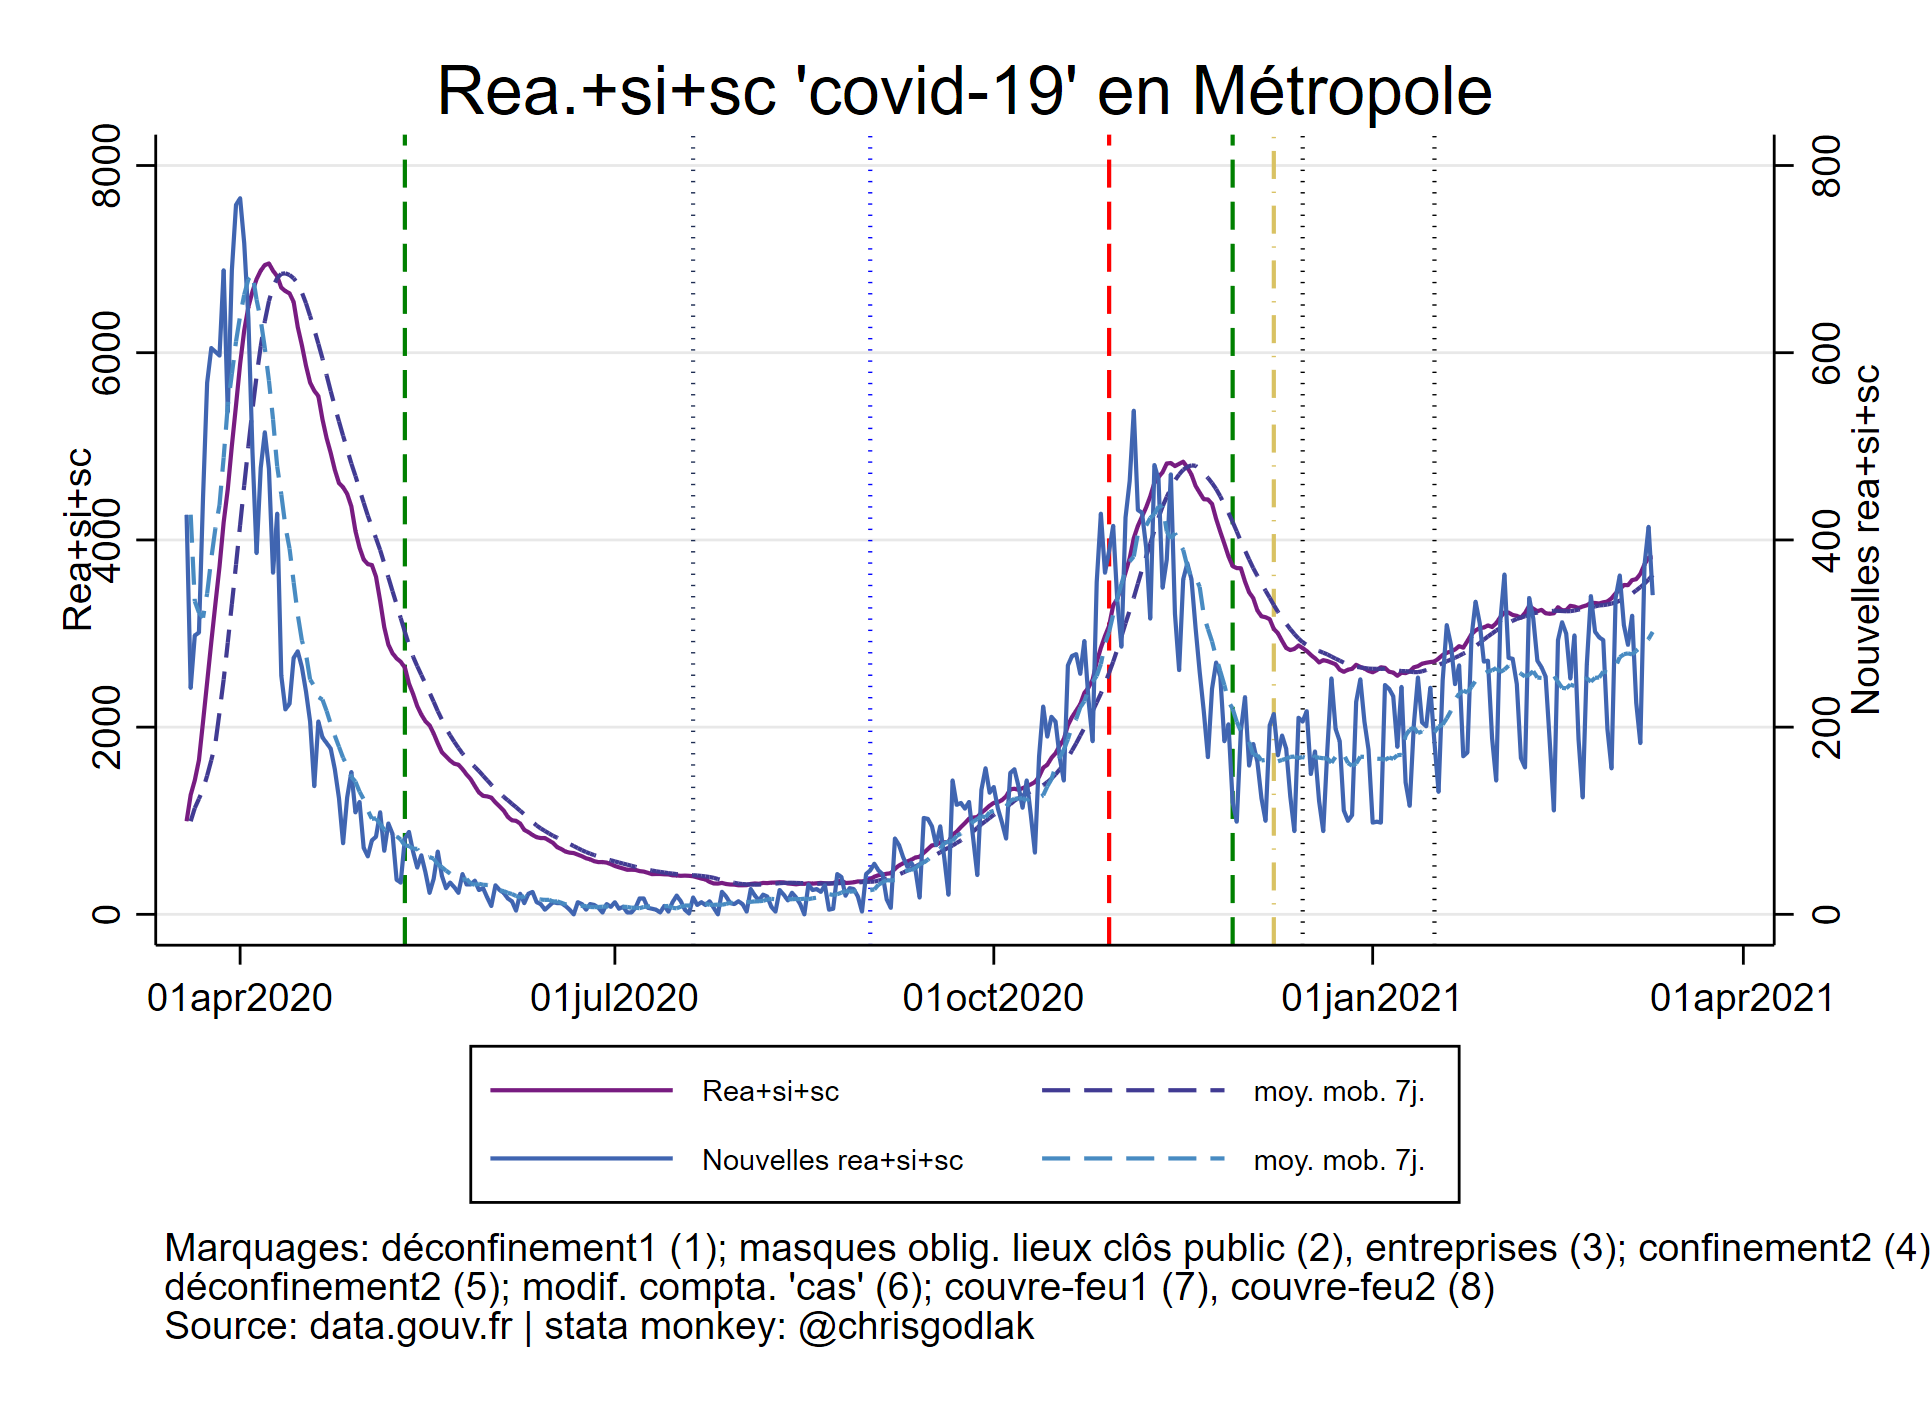 Rea.+si+sc 'covid-19' en Métropole
Rea+si+sc
8000
6000
4000
2000
0
800
600
400
200
0
Nouvelles rea+si+sc
01apr2020
01jul2020
01oct2020
01jan2021
01apr2021
Rea+si+sc
moy. mob. 7j.
Nouvelles rea+si+sc
moy. mob. 7j.
Marquages: déconfinement1 (1); masques oblig. lieux clôs public (2), entreprises (3); confinement2 (4)
déconfinement2 (5); modif. compta. 'cas' (6); couvre-feu1 (7), couvre-feu2 (8)
Source: data.gouv.fr | stata monkey: @chrisgodlak